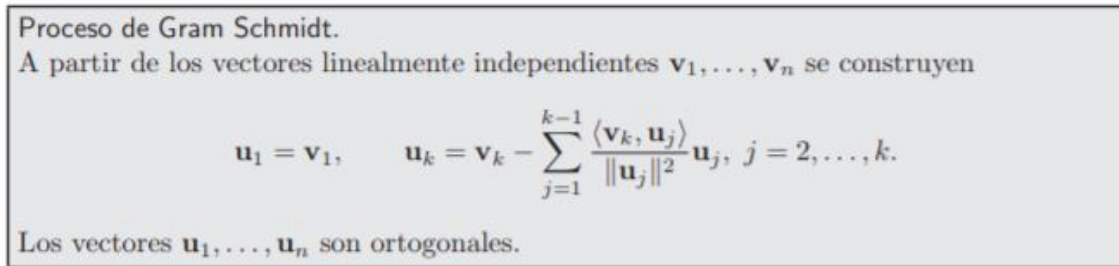 Proceso de Gram Schmidt.
A partir de los vectores linealmente independientes v₁, . . . , vₙ se construyen
u₁ = v₁,  uₖ = vₖ − ∑_{j=1}^{k−1} (⟨vₖ, uⱼ⟩ / ‖uⱼ‖²) uⱼ, j = 2, . . . , k.
Los vectores u₁, . . . , uₙ son ortogonales.